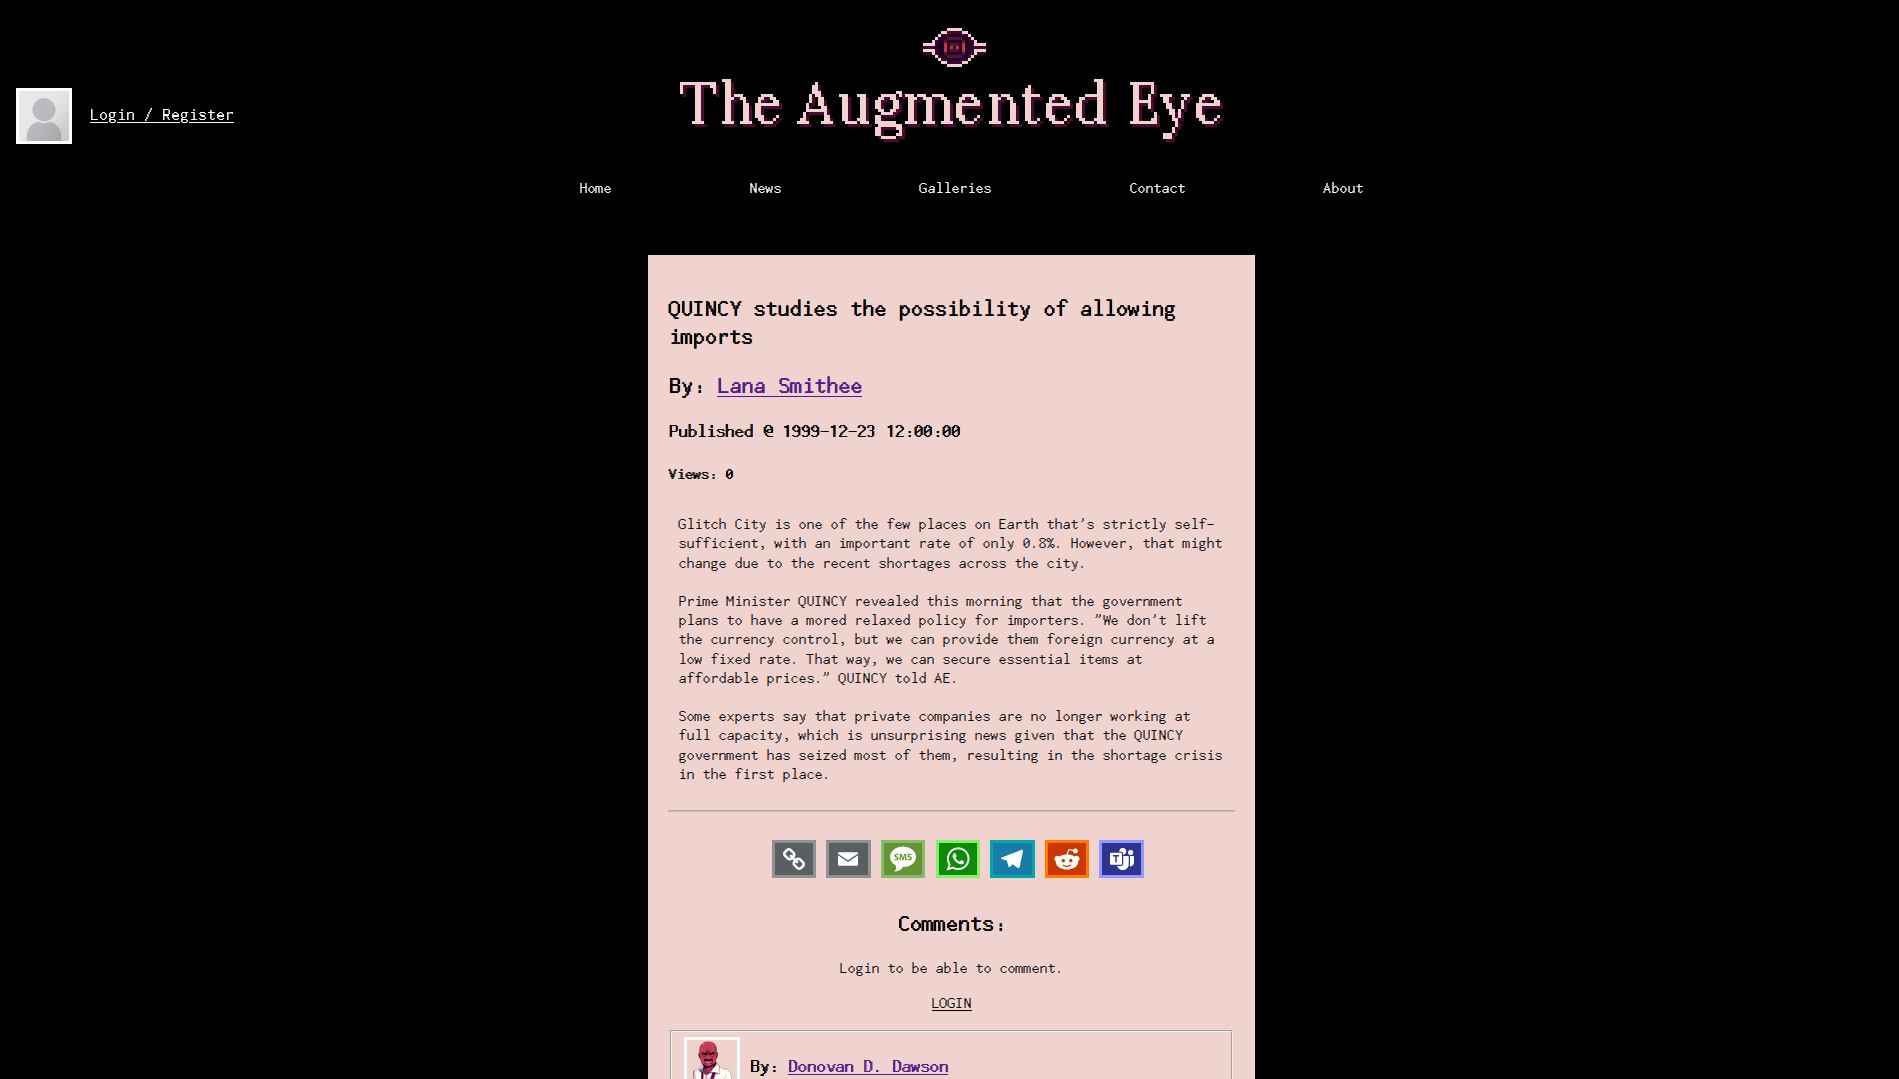 The Augmented Eye
Login / Register
Home News Galleries Contact About
QUINCY studies the possibility of allowing
imports
By: Lana Smithee
Published @ 1999-12-23 12:00:00
Views: 0
Glitch City is one of the few places on Earth that's strictly self-
sufficient, with an important rate of only 0.8%. However, that might
change due to the recent shortages across the city.
Prime Minister QUINCY revealed this morning that the government
plans to have a mored relaxed policy for importers. "We don't lift
the currency control, but we can provide them foreign currency at a
low fixed rate. That way, we can secure essential items at
affordable prices." QUINCY told AE.
Some experts say that private companies are no longer working at
full capacity, which is unsurprising news given that the QUINCY
government has seized most of them, resulting in the shortage crisis
in the first place.
SMS
Comments:
Login to be able to comment.
LOGIN
By: Donovan D. Dawson